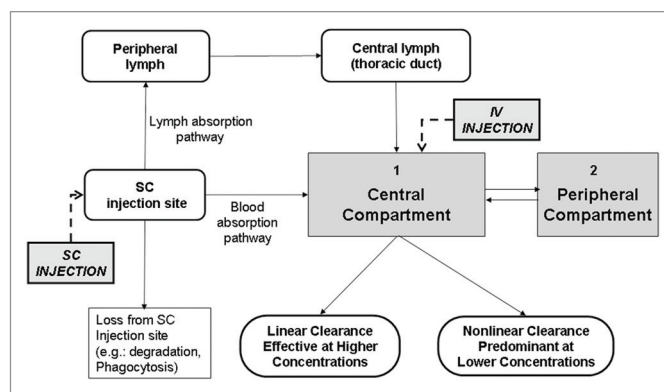 Peripheral
lymph
Central lymph
(thoracic duct)
Lymph absorption
pathway
IV
INJECTION
SC
injection site
Blood
absorption
pathway
1
Central
Compartment
2
Peripheral
Compartment
SC
INJECTION
Loss from SC
Injection site
(e.g.: degradation,
Phagocytosis)
Linear Clearance
Effective at Higher
Concentrations
Nonlinear Clearance
Predominant at
Lower Concentrations